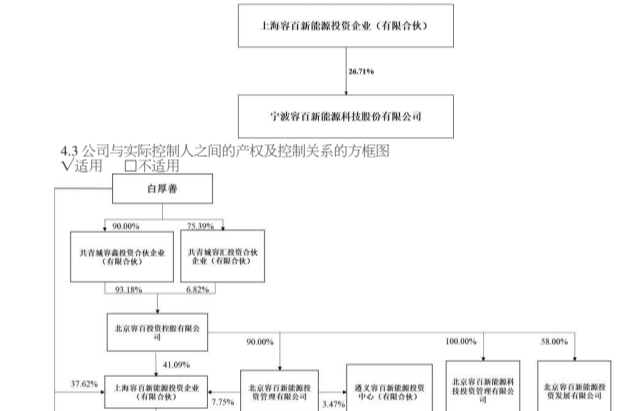 上海容百新能源投资企业（有限合伙）
26.71%
宁波容百新能源科技股份有限公司
4.3 公司与实际控制人之间的产权及控制关系的方框图
√适用 □不适用
白厚善
90.00% 75.39%
共青城容鑫投资合伙企业
（有限合伙）
共青城容汇投资合伙
企业（有限合伙）
93.18% 6.82%
北京容百投资控股有限公
司
90.00% 100.00% 58.00%
41.09%
37.62%
上海容百新能源投资企业
（有限合伙）
7.75%
北京容百新能源投
资管理有限公司
3.47%
遵义容百新能源投资
中心（有限合伙）
北京容百新能源科
技投资管理有限公
司
北京容百新能源投
资发展有限公司